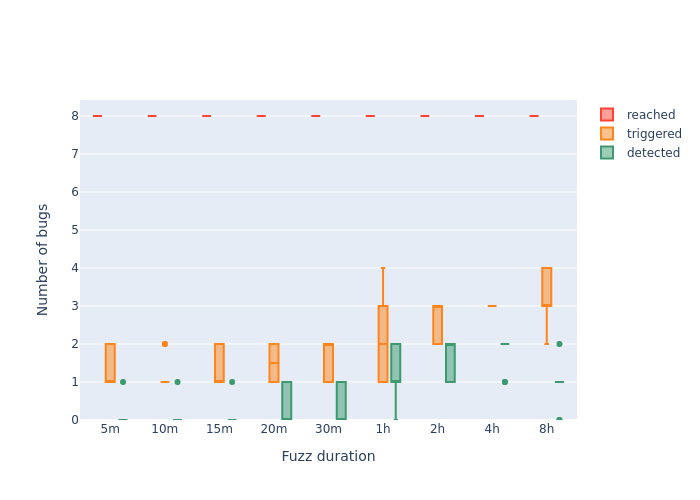 reached
triggered
detected
8
7
6
5
4
3
2
1
0
Number of bugs
5m 10m 15m 20m 30m 1h 2h 4h 8h
Fuzz duration